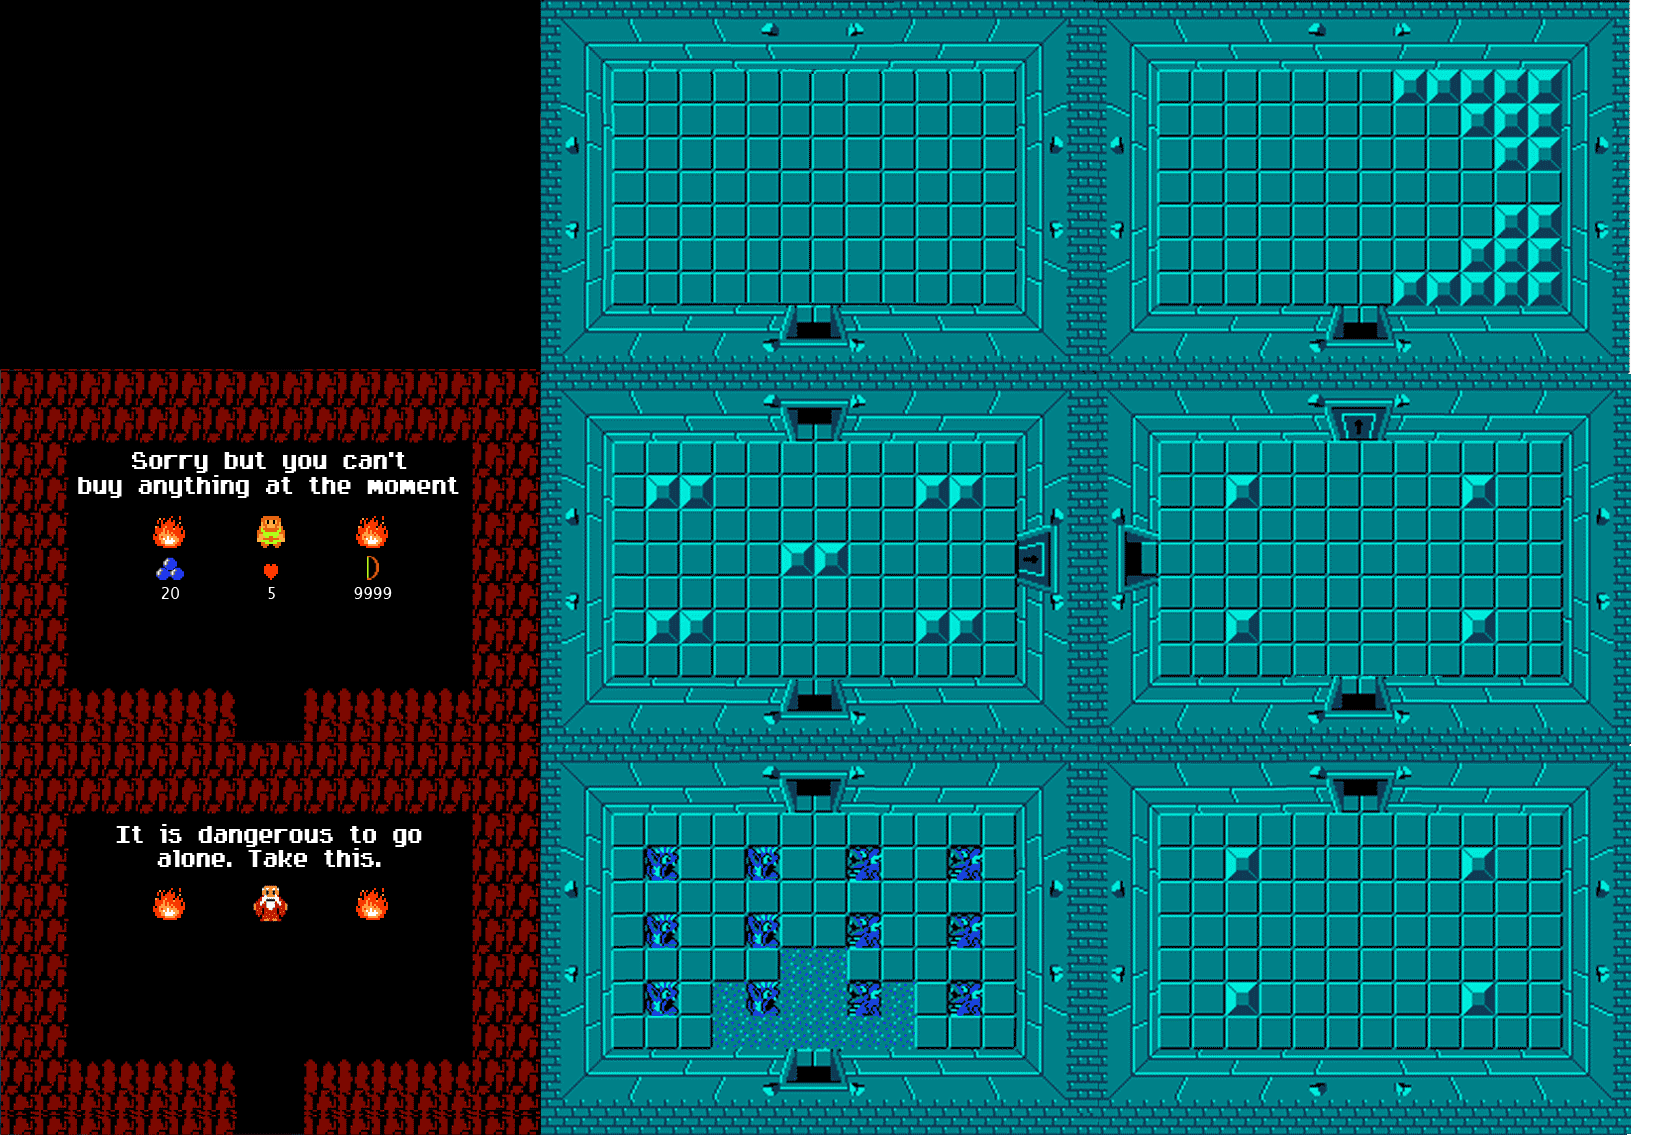 Sorry but you can't
buy anything at the moment
20 5 9999
It is dangerous to go
alone. Take this.